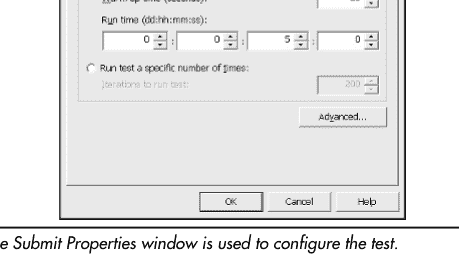 Run time (dd:hh:mm:ss):
0 : 0 : 5 : 0
Run test a specific number of times:
Iterations to run test: 200
Advanced...
OK Cancel Help
e Submit Properties window is used to configure the test.